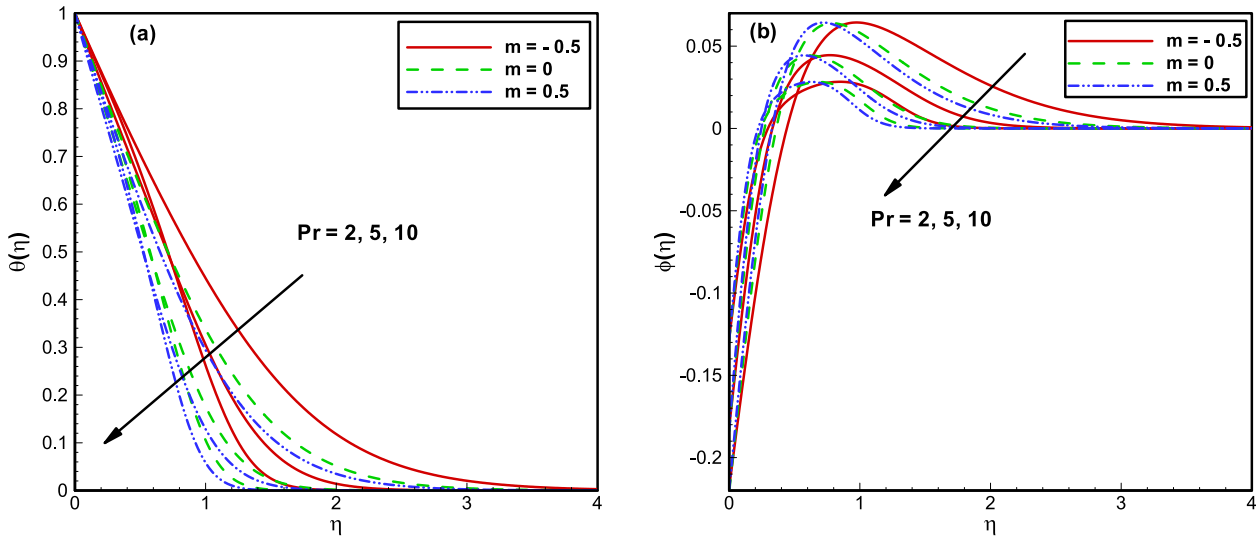 (a)
m = - 0.5
m = 0
m = 0.5
Pr = 2, 5, 10
θ(η)
1
0.9
0.8
0.7
0.6
0.5
0.4
0.3
0.2
0.1
0
0 1 2 3 4
η
(b)
m = - 0.5
m = 0
m = 0.5
Pr = 2, 5, 10
ϕ(η)
0.05
0
-0.05
-0.1
-0.15
-0.2
0 1 2 3 4
η